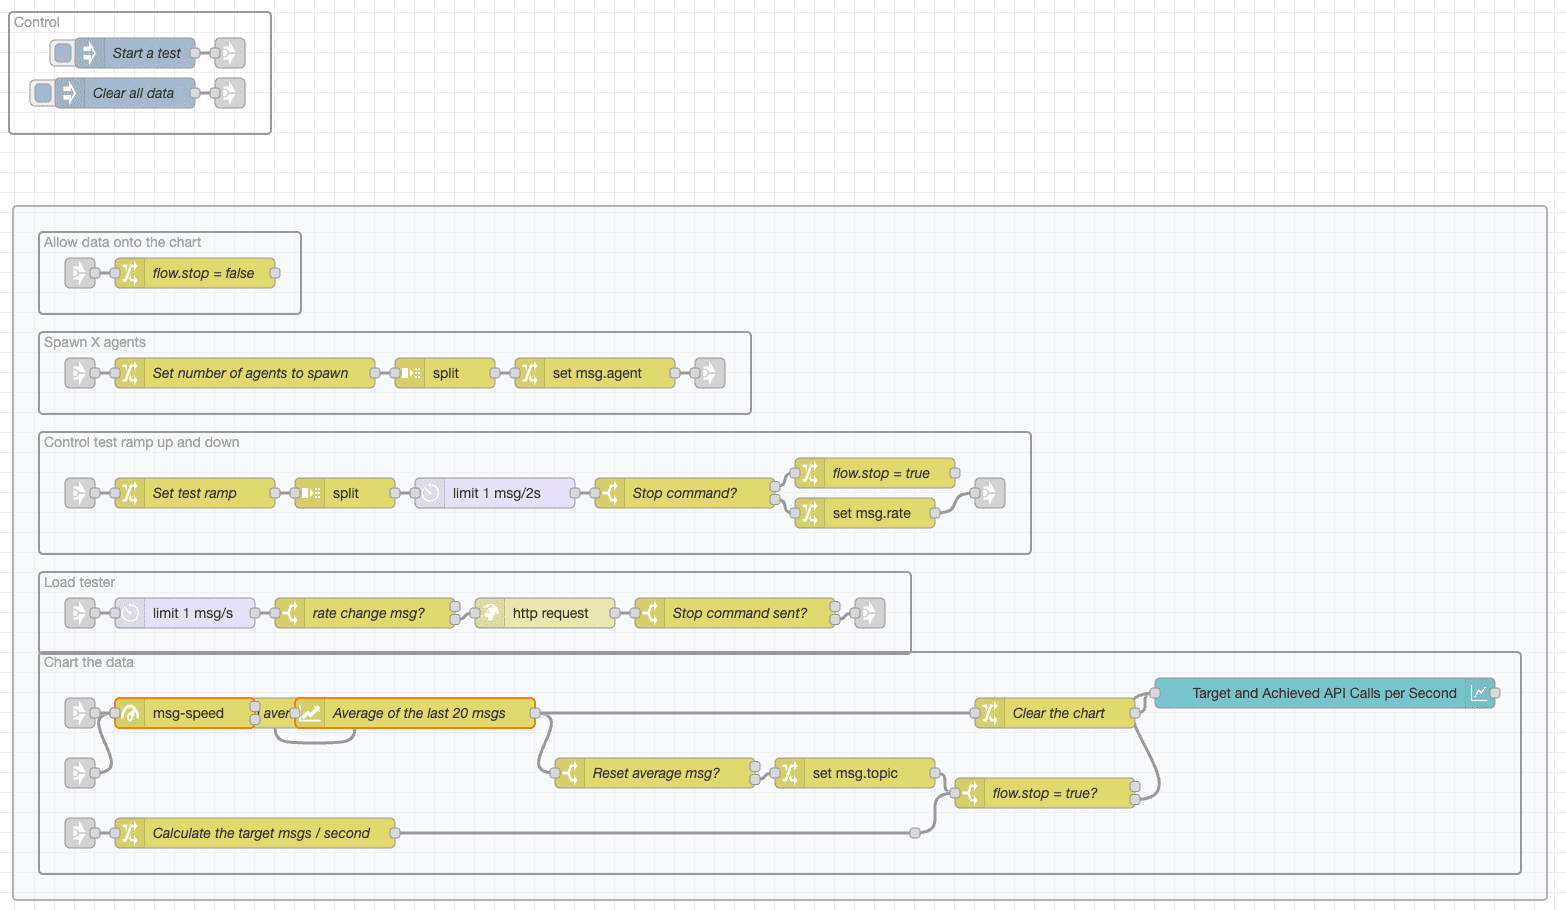 Control
Start a test
Clear all data
Allow data onto the chart
flow.stop = false
Spawn X agents
Set number of agents to spawn
split
set msg.agent
Control test ramp up and down
flow.stop = true
Set test ramp
split
limit 1 msg/2s
Stop command?
set msg.rate
Load tester
limit 1 msg/s
rate change msg?
http request
Stop command sent?
Chart the data
Target and Achieved API Calls per Second
msg-speed
Average of the last 20 msgs
Clear the chart
Reset average msg?
set msg.topic
flow.stop = true?
Calculate the target msgs / second